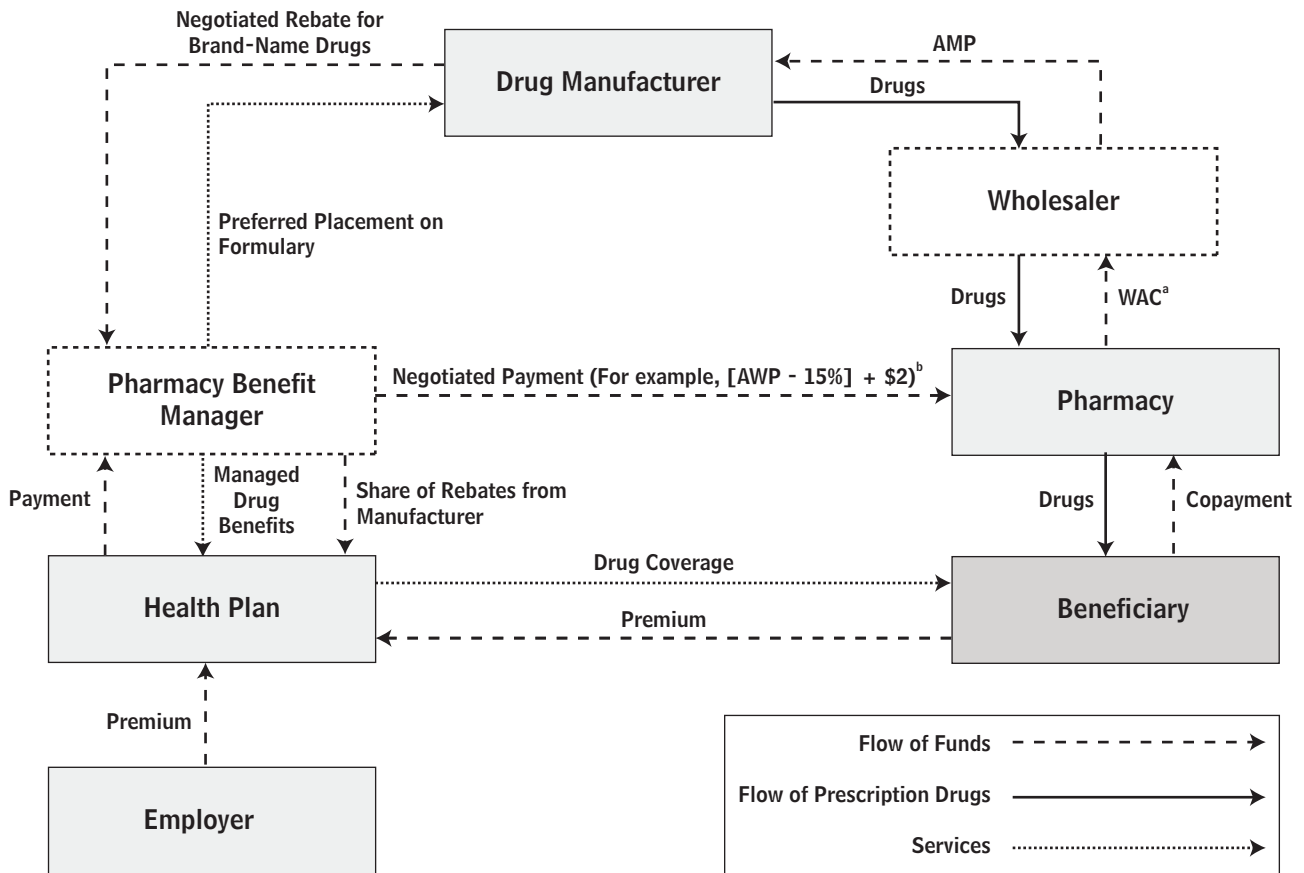 Negotiated Rebate for
Brand-Name Drugs
Drug Manufacturer
AMP
Drugs
Wholesaler
Preferred Placement on
Formulary
Drugs
WACᵃ
Pharmacy Benefit
Manager
Negotiated Payment (For example, [AWP - 15%] + $2)ᵇ
Pharmacy
Payment
Managed
Drug
Benefits
Share of Rebates from
Manufacturer
Drugs
Copayment
Health Plan
Drug Coverage
Premium
Beneficiary
Premium
Employer
Flow of Funds
Flow of Prescription Drugs
Services